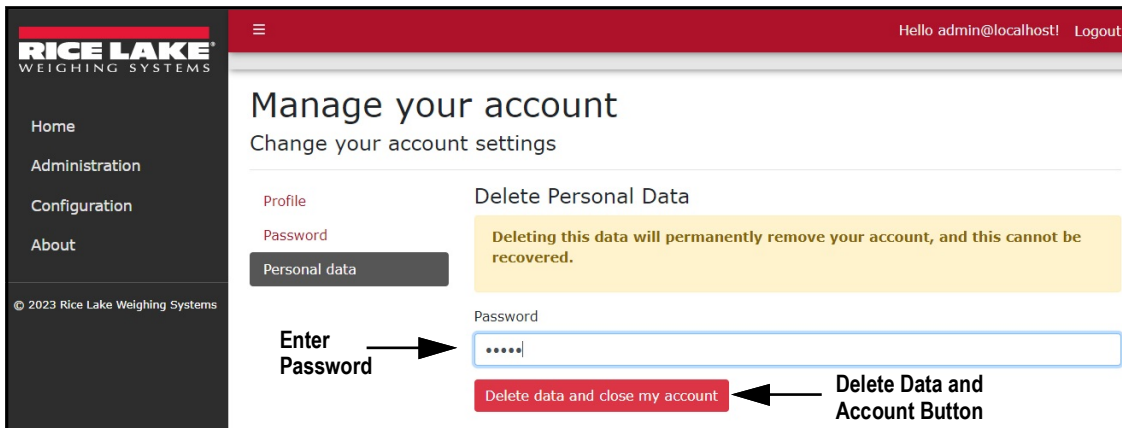 RICE LAKE®
WEIGHING SYSTEMS
Home
Administration
Configuration
About
© 2023 Rice Lake Weighing Systems
☰
Hello admin@localhost! Logout
Manage your account
Change your account settings
Profile
Password
Personal data
Delete Personal Data
Deleting this data will permanently remove your account, and this cannot be
recovered.
Password
Enter
Password
•••••
Delete data and close my account
Delete Data and
Account Button